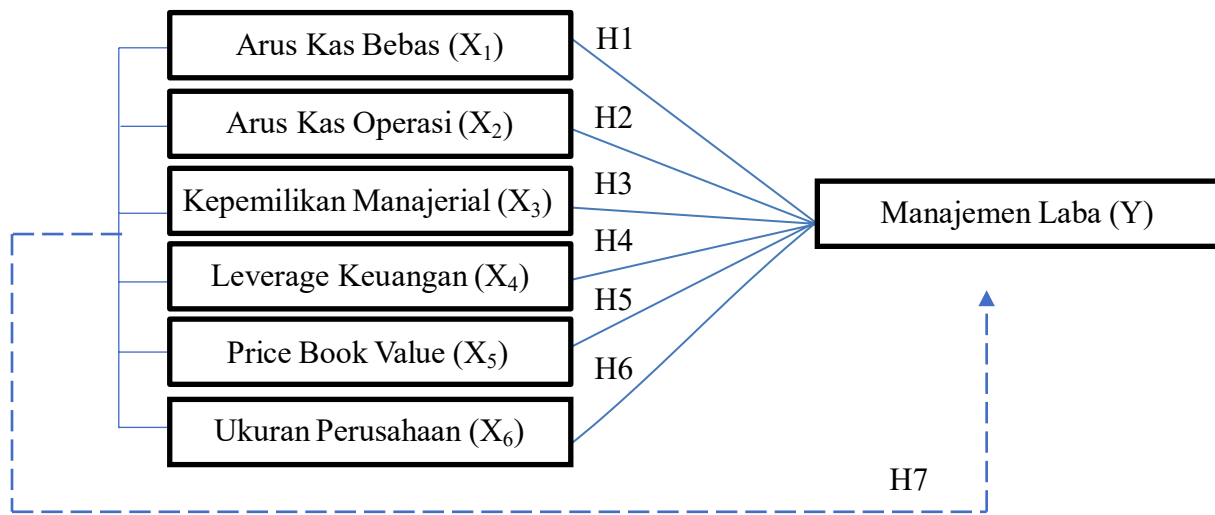 Arus Kas Bebas (X₁)
H1
Arus Kas Operasi (X₂)
H2
Kepemilikan Manajerial (X₃)
H3
Manajemen Laba (Y)
Leverage Keuangan (X₄)
H4
Price Book Value (X₅)
H5
Ukuran Perusahaan (X₆)
H6
H7